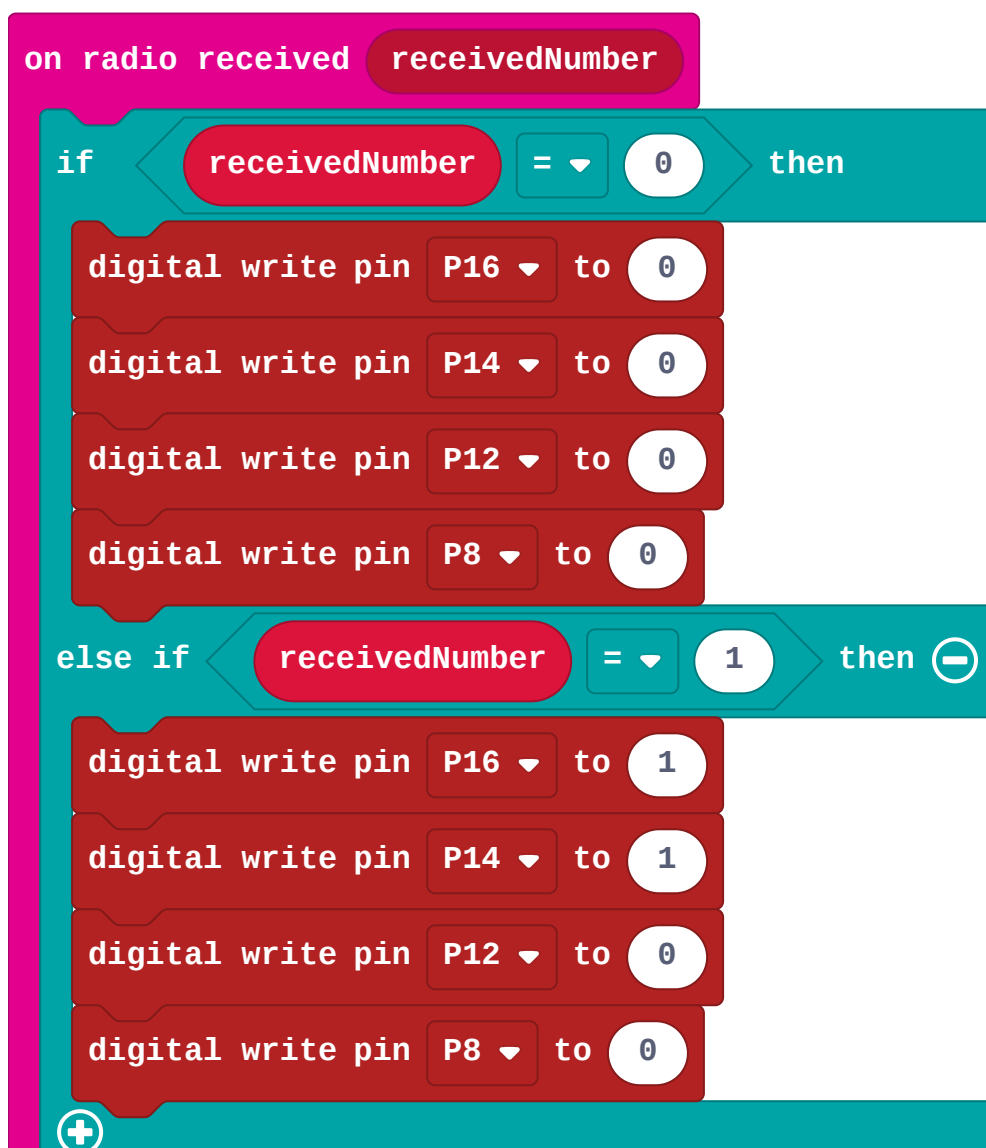 on radio received receivedNumber
if receivedNumber = 0 then
digital write pin P16 to 0
digital write pin P14 to 0
digital write pin P12 to 0
digital write pin P8 to 0
else if receivedNumber = 1 then
digital write pin P16 to 1
digital write pin P14 to 1
digital write pin P12 to 0
digital write pin P8 to 0